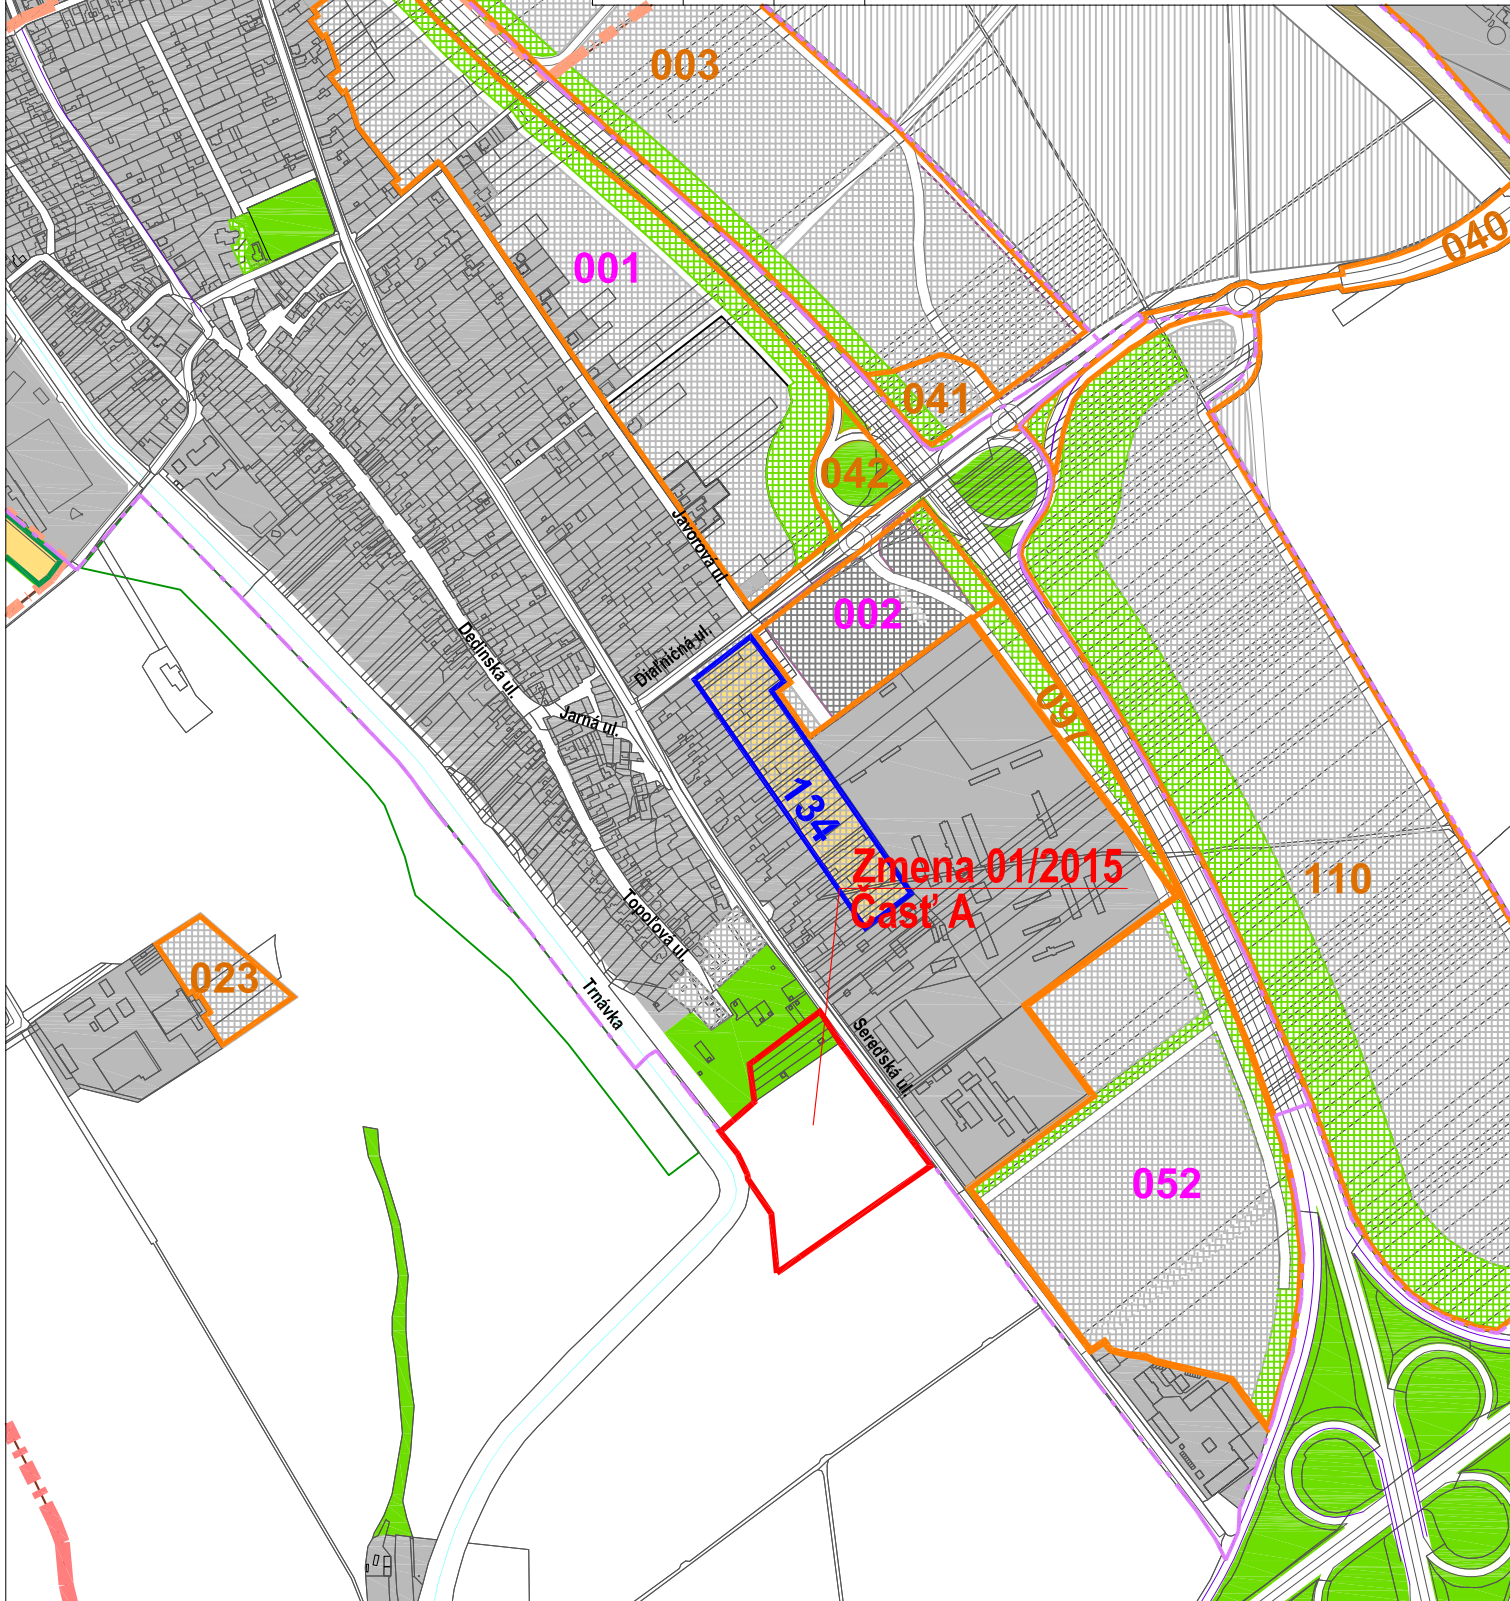 003
040
001
041
042
Javorová ul.
002
Diaľničná ul.
Dedinská ul.
Jarná ul.
097
134
Zmena 01/2015
Časť A
110
Topoľová ul.
023
Trnávka
Sereďská ul.
052